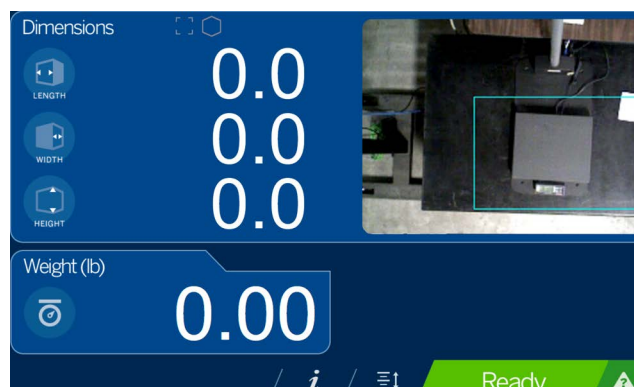 Dimensions
LENGTH
0.0
WIDTH
0.0
HEIGHT
0.0
Weight (lb)
0.00
i
Ready
?